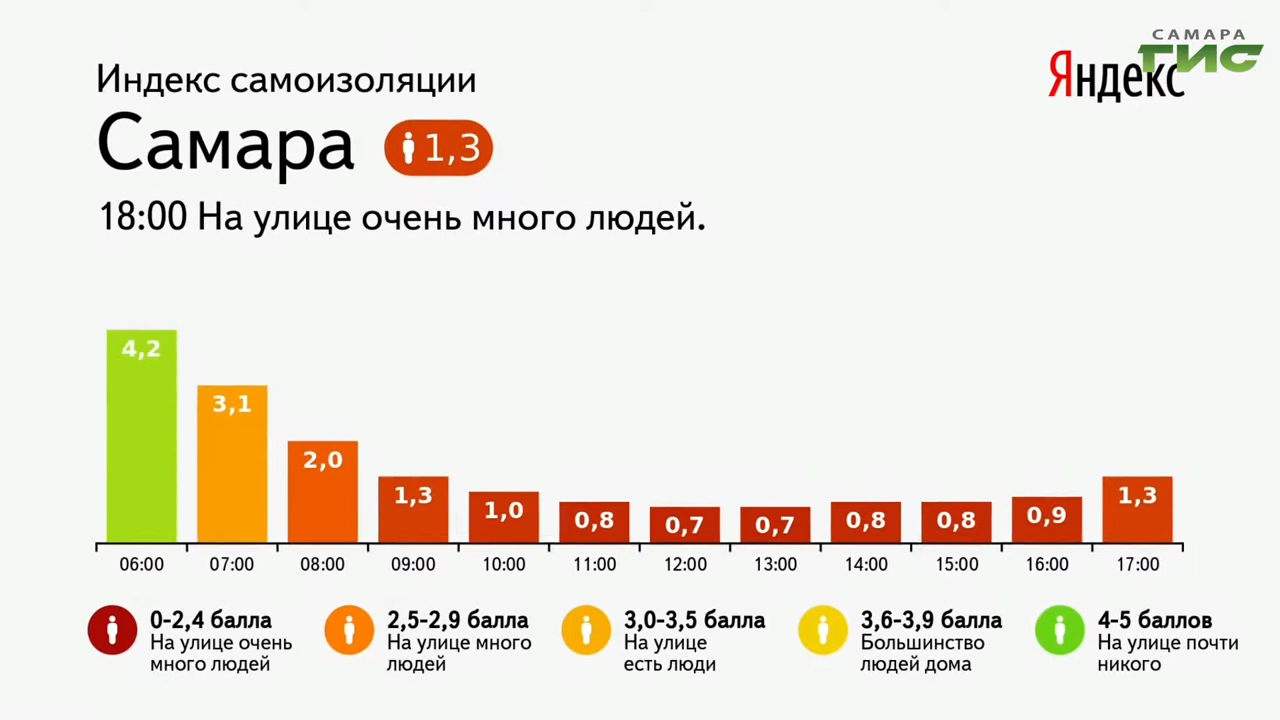 САМАРА
ГИС
Яндекс
Индекс самоизоляции
Самара 1,3
18:00 На улице очень много людей.
4,2 3,1 2,0 1,3 1,0 0,8 0,7 0,7 0,8 0,8 0,9 1,3
06:00 07:00 08:00 09:00 10:00 11:00 12:00 13:00 14:00 15:00 16:00 17:00
0-2,4 балла
На улице очень
много людей
2,5-2,9 балла
На улице много
людей
3,0-3,5 балла
На улице
есть люди
3,6-3,9 балла
Большинство
людей дома
4-5 баллов
На улице почти
никого